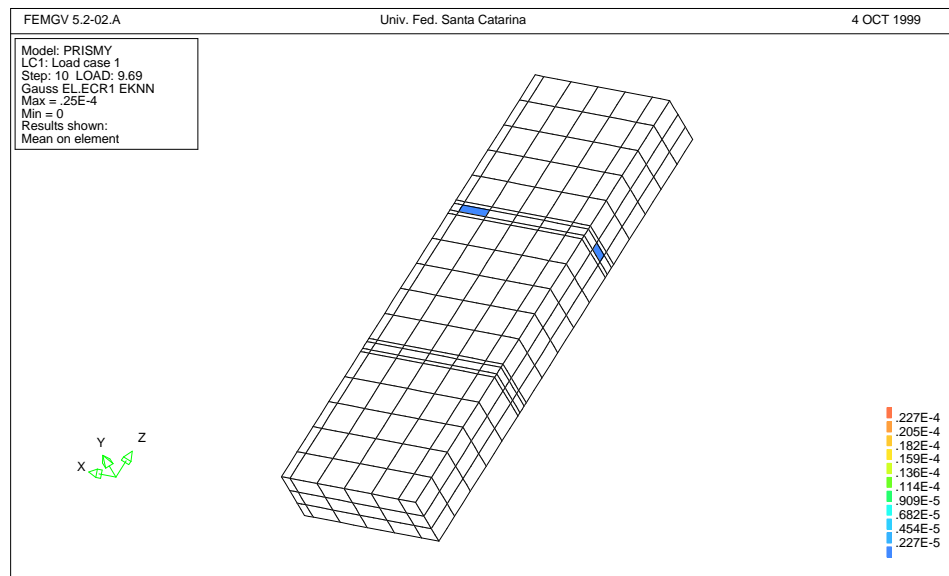 FEMGV 5.2-02.A Univ. Fed. Santa Catarina 4 OCT 1999
Model: PRISMY
LC1: Load case 1
Step: 10 LOAD: 9.69
Gauss EL.ECR1 EKNN
Max = .25E-4
Min = 0
Results shown:
Mean on element
Y
Z
X
.227E-4
.205E-4
.182E-4
.159E-4
.136E-4
.114E-4
.909E-5
.682E-5
.454E-5
.227E-5